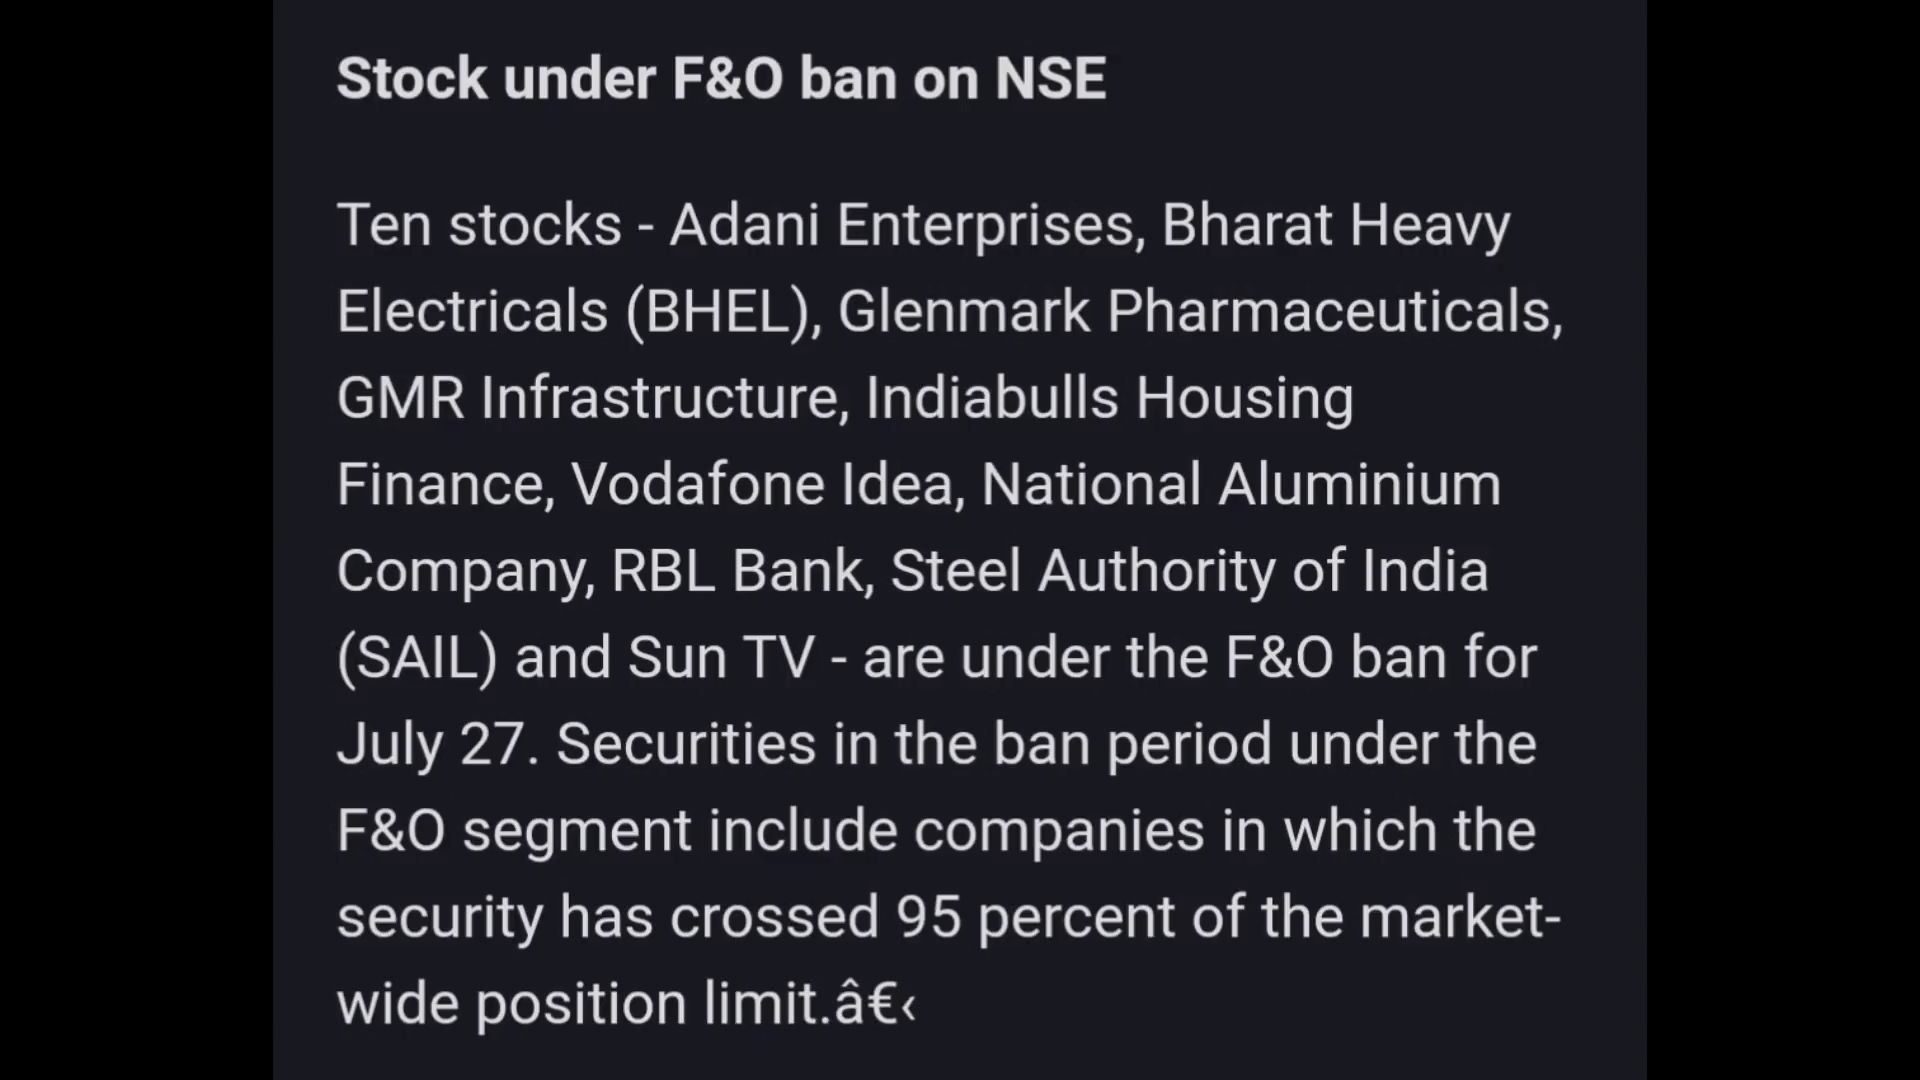 Stock under F&O ban on NSE
Ten stocks - Adani Enterprises, Bharat Heavy
Electricals (BHEL), Glenmark Pharmaceuticals,
GMR Infrastructure, Indiabulls Housing
Finance, Vodafone Idea, National Aluminium
Company, RBL Bank, Steel Authority of India
(SAIL) and Sun TV - are under the F&O ban for
July 27. Securities in the ban period under the
F&O segment include companies in which the
security has crossed 95 percent of the market-
wide position limit.â€‹